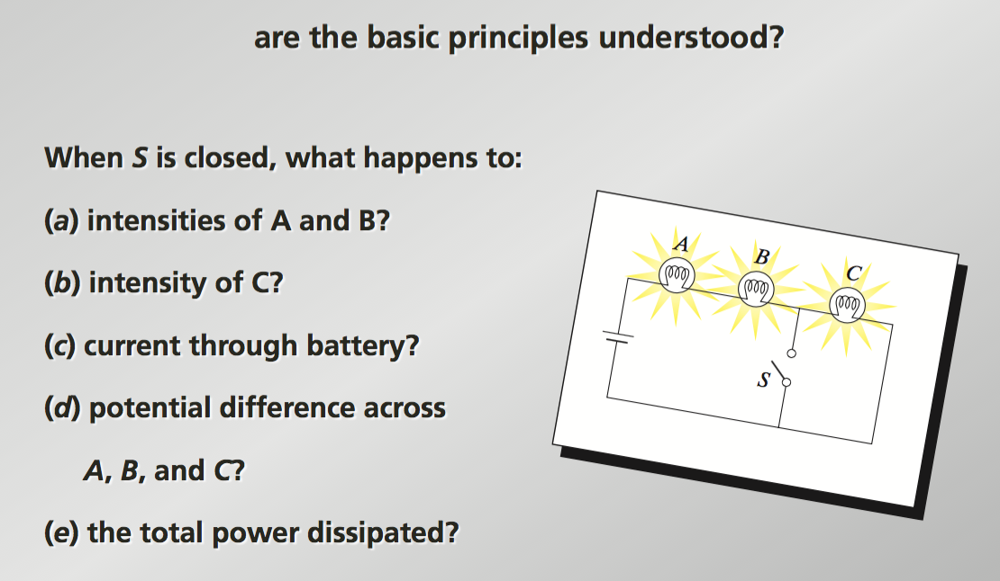 are the basic principles understood?
When S is closed, what happens to:
(a) intensities of A and B?
(b) intensity of C?
(c) current through battery?
(d) potential difference across
A, B, and C?
(e) the total power dissipated?
A
B
C
S